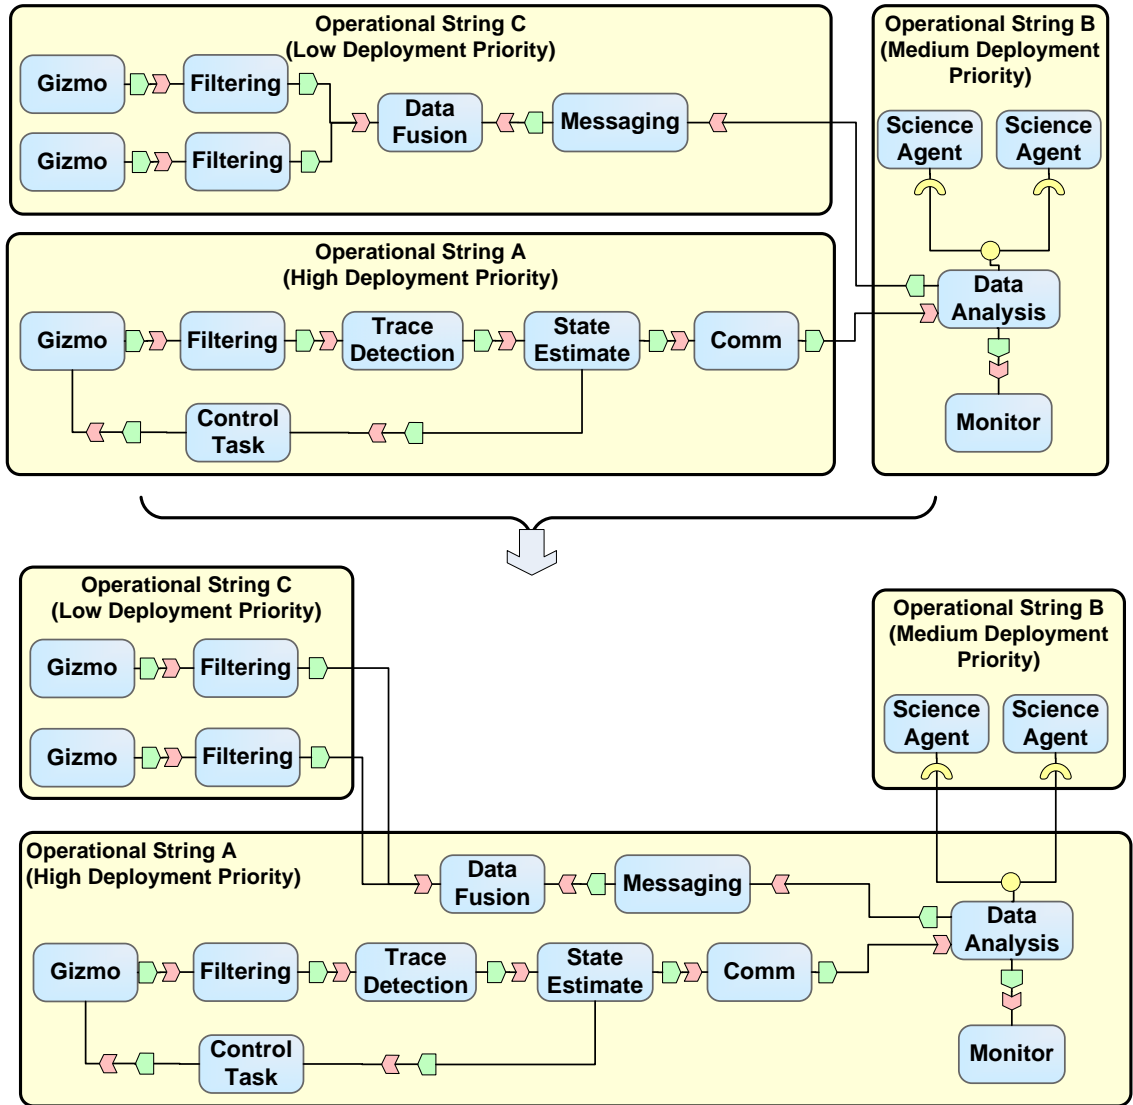 Operational String C
(Low Deployment Priority)
Gizmo
Filtering
Data
Fusion
Messaging
Gizmo
Filtering
Operational String B
(Medium Deployment
Priority)
Science
Agent
Science
Agent
Data
Analysis
Monitor
Operational String A
(High Deployment Priority)
Gizmo
Filtering
Trace
Detection
State
Estimate
Comm
Control
Task
Operational String C
(Low Deployment Priority)
Gizmo
Filtering
Gizmo
Filtering
Operational String B
(Medium Deployment
Priority)
Science
Agent
Science
Agent
Operational String A
(High Deployment Priority)
Data
Fusion
Messaging
Data
Analysis
Gizmo
Filtering
Trace
Detection
State
Estimate
Comm
Control
Task
Monitor